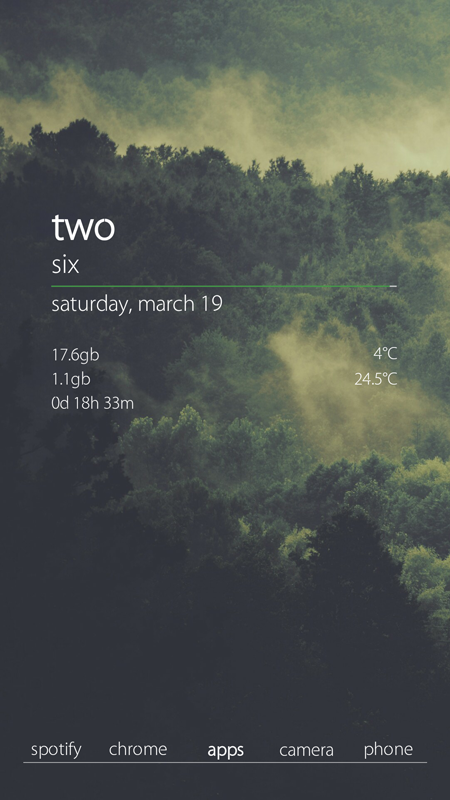 two
six
saturday, march 19
17.6gb 4°C
1.1gb 24.5°C
0d 18h 33m
spotify chrome apps camera phone